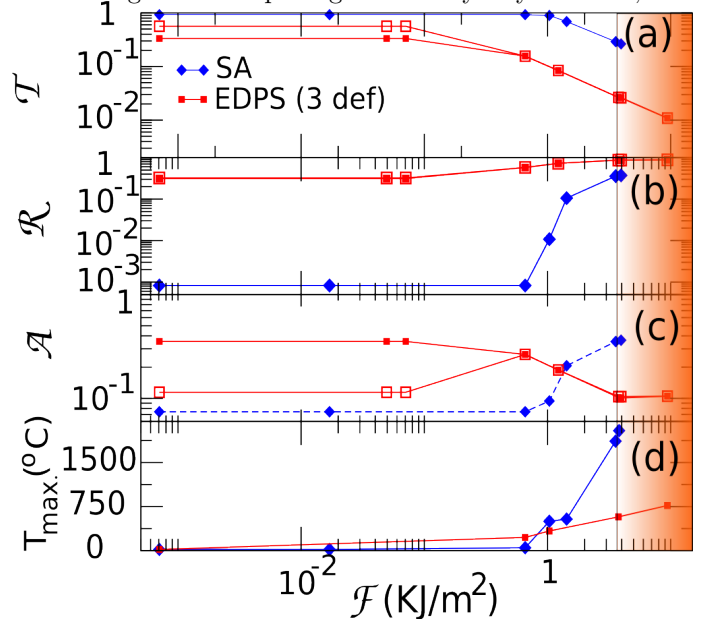 1
(a)
10⁻¹
SA
𝒯
EDPS (3 def)
10⁻²
1
(b)
10⁻¹
ℛ
10⁻²
10⁻³
1
(c)
𝒜
10⁻¹
(d)
T_max.(⁰C)
1500
750
0
10⁻² 1
ℱ (KJ/m²)